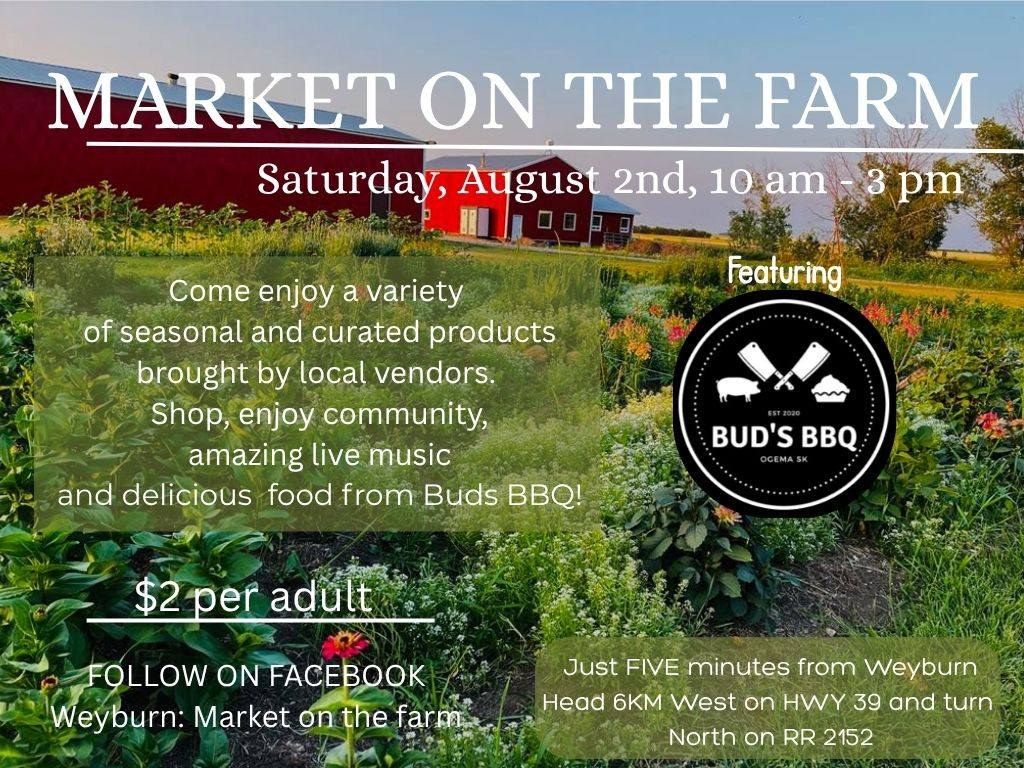 MARKET ON THE FARM
Saturday, August 2nd, 10 am - 3 pm
Come enjoy a variety
of seasonal and curated products
brought by local vendors.
Shop, enjoy community,
amazing live music
and delicious food from Buds BBQ!
Featuring
EST 2020
BUD'S BBQ
OGEMA SK
$2 per adult
FOLLOW ON FACEBOOK
Weyburn: Market on the farm
Just FIVE minutes from Weyburn
Head 6KM West on HWY 39 and turn
North on RR 2152